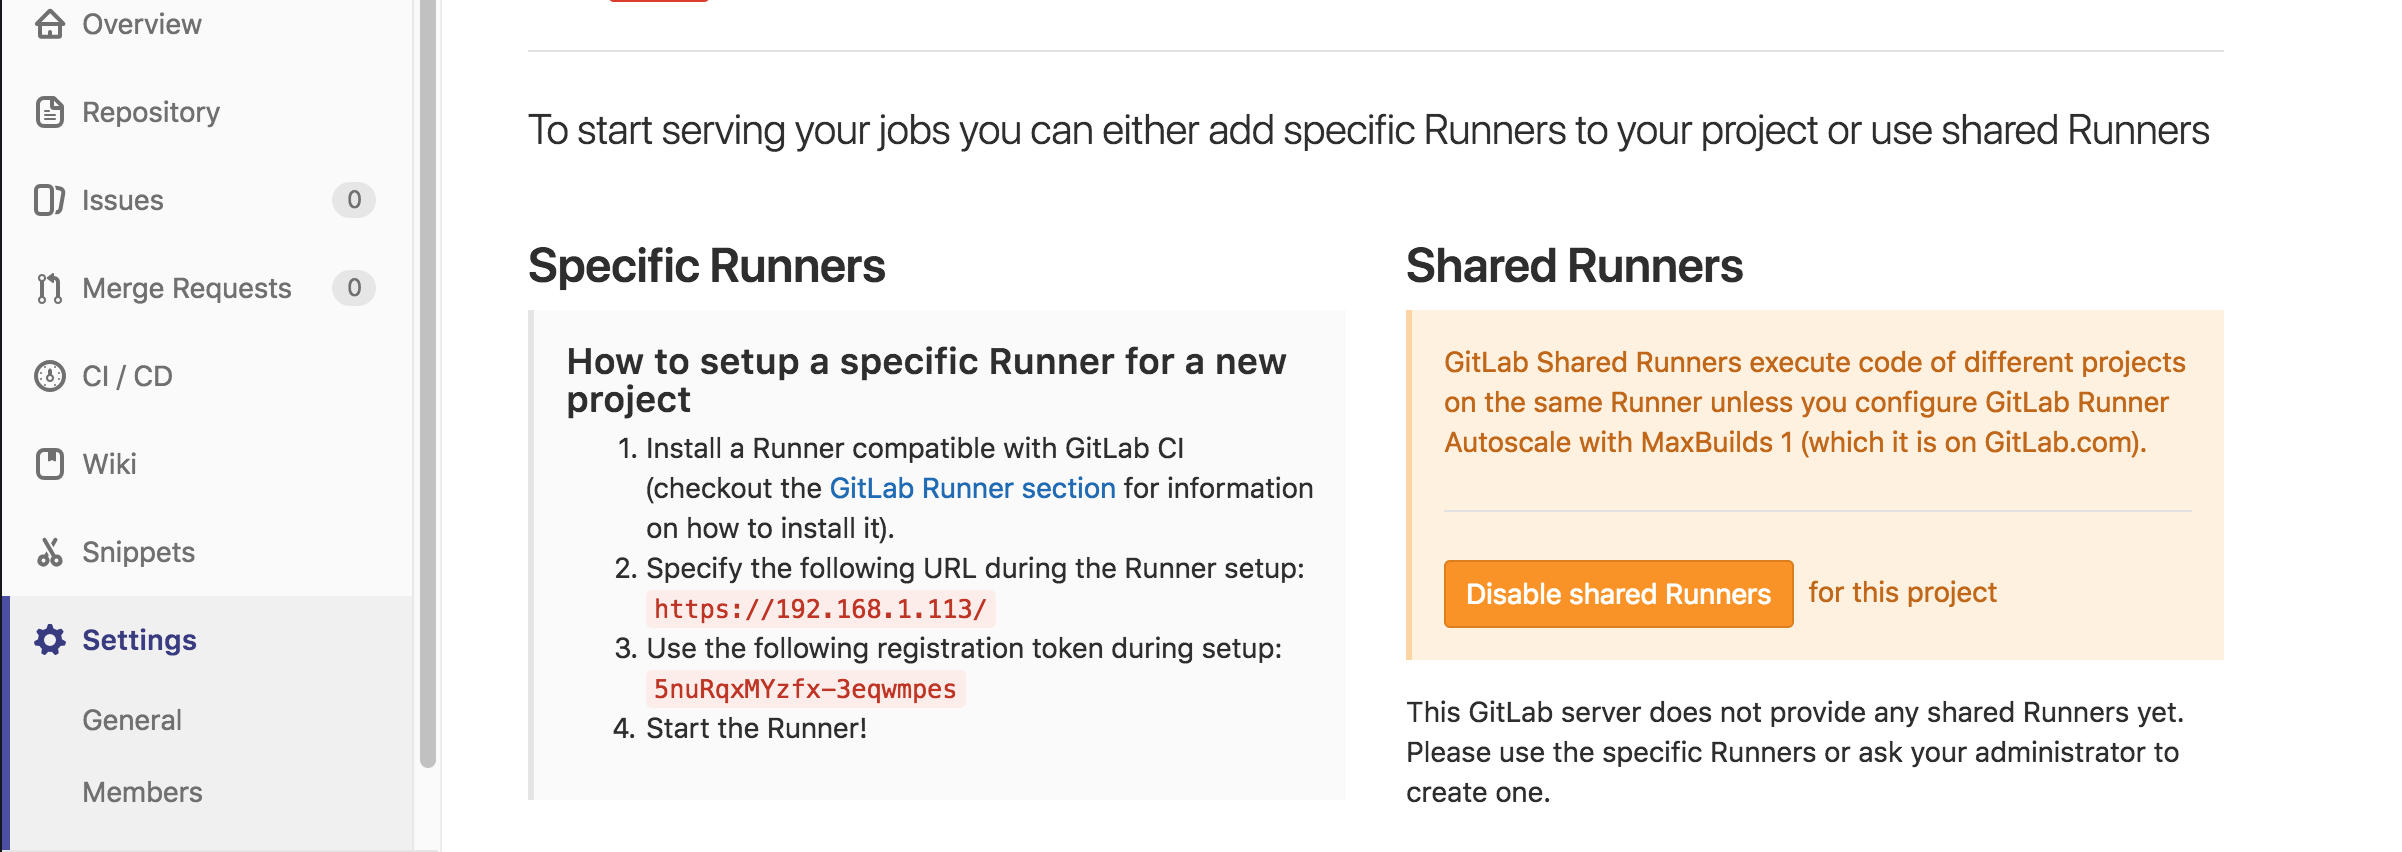 Overview
Repository
Issues 0
Merge Requests 0
CI / CD
Wiki
Snippets
Settings
General
Members
To start serving your jobs you can either add specific Runners to your project or use shared Runners
Specific Runners
How to setup a specific Runner for a new
project
1. Install a Runner compatible with GitLab CI
(checkout the GitLab Runner section for information
on how to install it).
2. Specify the following URL during the Runner setup:
https://192.168.1.113/
3. Use the following registration token during setup:
5nuRqxMYzfx-3eqwmpes
4. Start the Runner!
Shared Runners
GitLab Shared Runners execute code of different projects
on the same Runner unless you configure GitLab Runner
Autoscale with MaxBuilds 1 (which it is on GitLab.com).
Disable shared Runners for this project
This GitLab server does not provide any shared Runners yet.
Please use the specific Runners or ask your administrator to
create one.